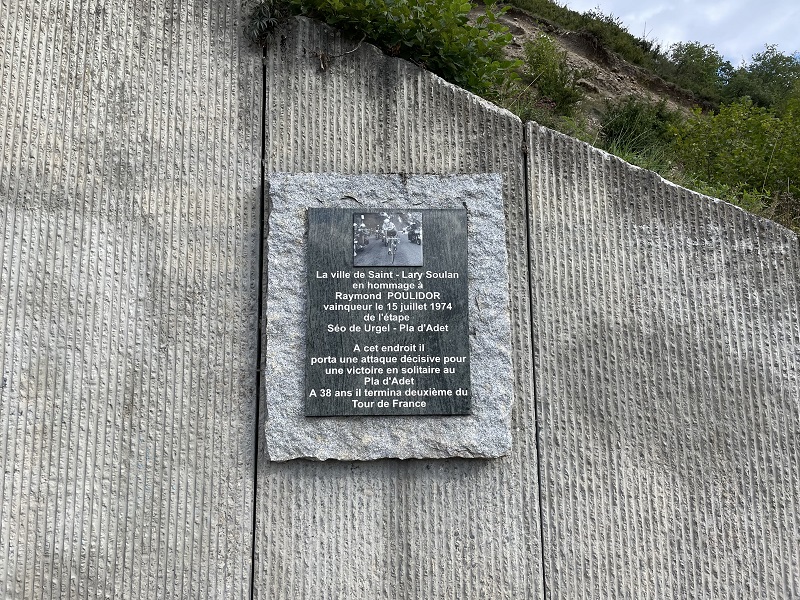 La ville de Saint - Lary Soulan
en hommage à
Raymond POULIDOR
vainqueur le 15 juillet 1974
de l'étape
Séo de Urgel - Pla d'Adet
A cet endroit il
porta une attaque décisive pour
une victoire en solitaire au
Pla d'Adet
A 38 ans il termina deuxième du
Tour de France